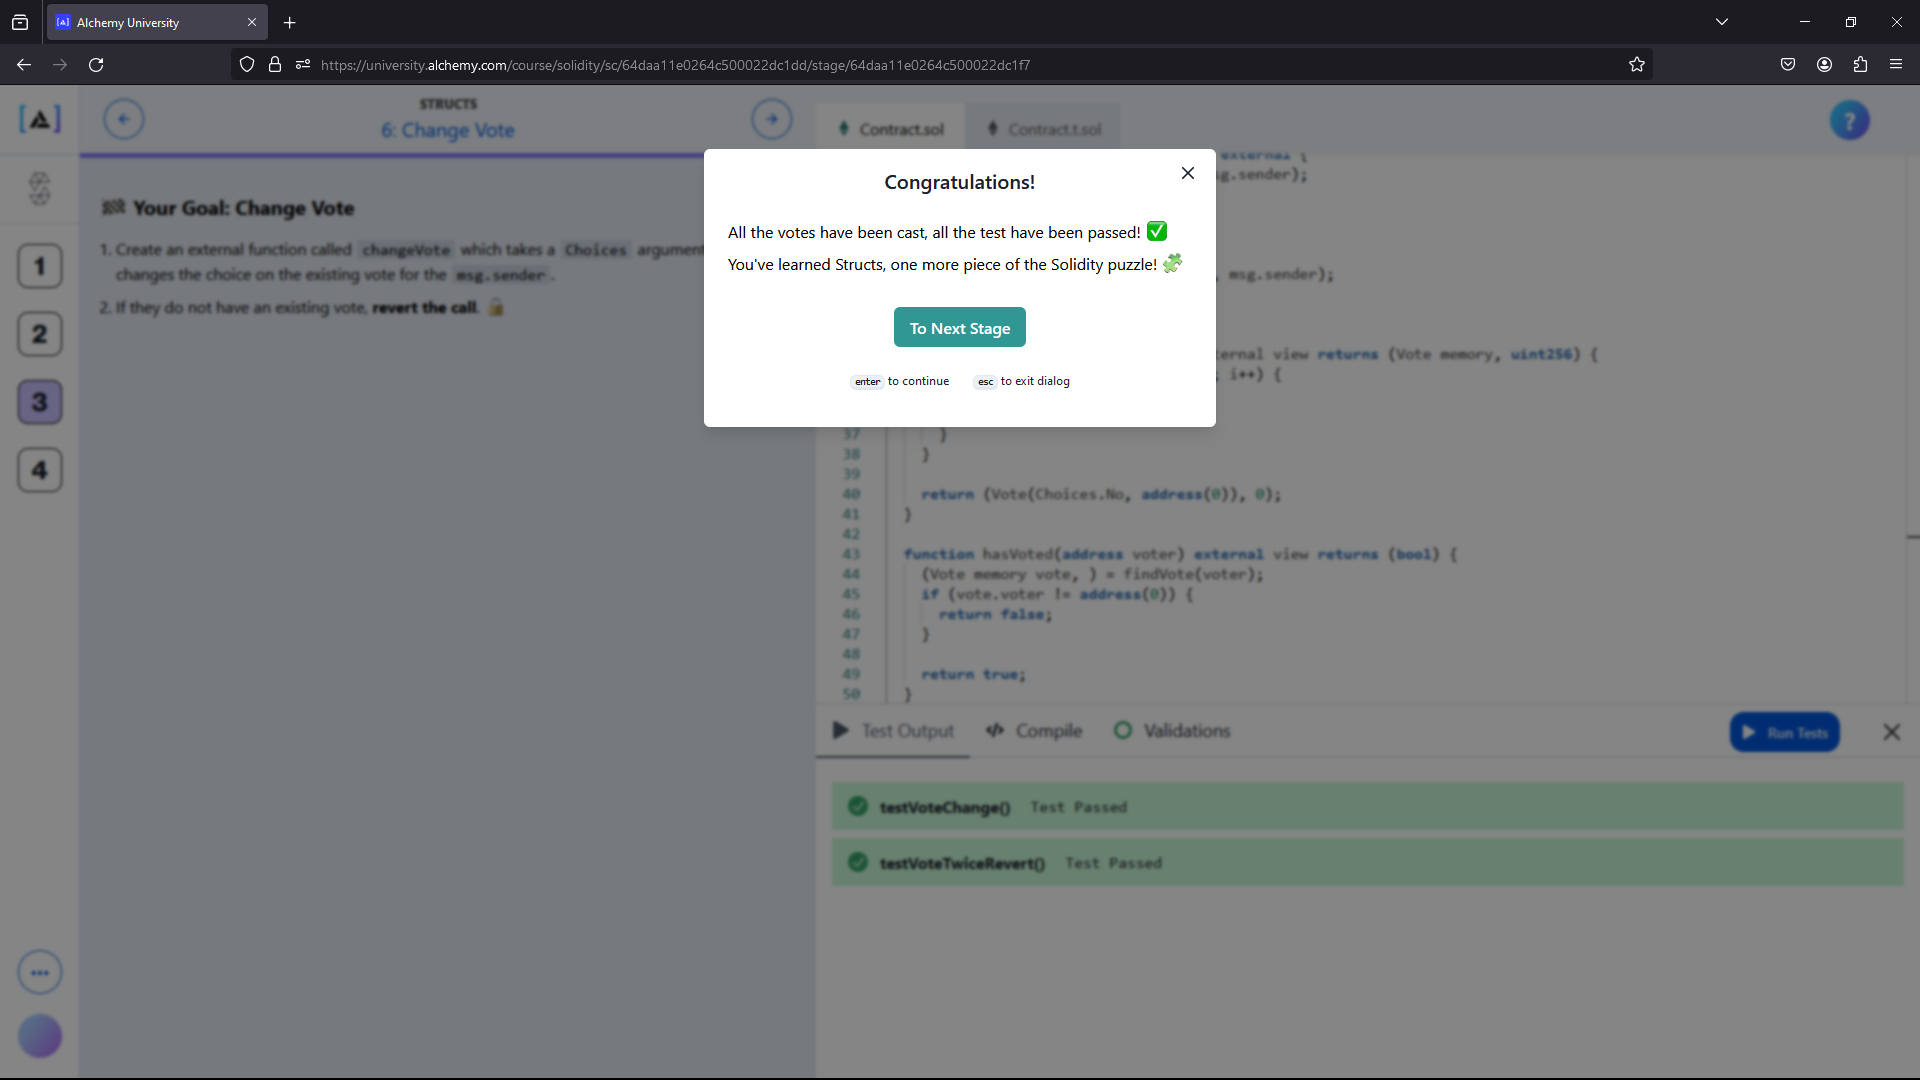 Alchemy University
https://university.alchemy.com/course/solidity/sc/64daa11e0264c500022dc1dd/stage/64daa11e0264c500022dc1f7
STRUCTS
6: Change Vote
Contract.sol
Contract.t.sol
?
1
2
3
4
Your Goal: Change Vote
1. Create an external function called changeVote which takes a Choices argument
changes the choice on the existing vote for the msg.sender.
2. If they do not have an existing vote, revert the call.
Congratulations!
All the votes have been cast, all the test have been passed! ✅
You've learned Structs, one more piece of the Solidity puzzle! 🧩
To Next Stage
enter to continue
esc to exit dialog
external {
sg.sender);
, msg.sender);
ternal view returns (Vote memory, uint256) {
; i++) {
37 }
38 }
39
40 return (Vote(Choices.No, address(0)), 0);
41 }
42
43 function hasVoted(address voter) external view returns (bool) {
44 (Vote memory vote, ) = findVote(voter);
45 if (vote.voter != address(0)) {
46 return false;
47 }
48
49 return true;
50 }
Test Output
Compile
Validations
Run Tests
testVoteChange() Test Passed
testVoteTwiceRevert() Test Passed